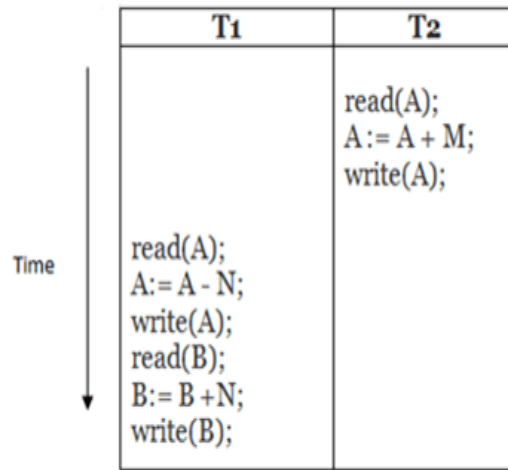 T1 T2
read(A);
A:= A + M;
write(A);
Time
read(A);
A:= A - N;
write(A);
read(B);
B:= B +N;
write(B);